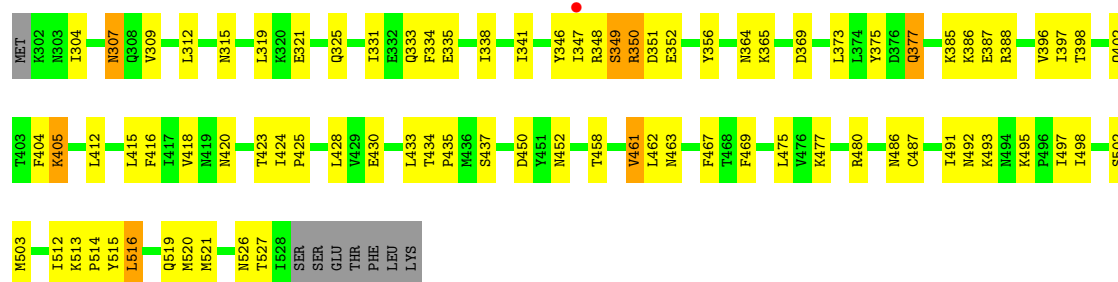 MET K302 N303 I304 N307 Q308 V309 L312 N315 L319 K320 E321 Q325 I331 E332 Q333 F334 E335 I338 I341 Y346 I347 R348 S349 R350 D351 E352 Y356 N364 K365 D369 L373 L374 Y375 D376 Q377 K385 K386 E387 R388 V396 I397 T398 Q402
T403 F404 K405 L412 L415 F416 I417 V418 N419 N420 T423 I424 P425 L428 V429 E430 L433 T434 P435 M436 S437 D450 Y451 N452 T458 V461 L462 N463 F467 T468 F469 L475 V476 K477 R480 N486 C487 I491 N492 K493 N494 K495 P496 I497 I498 S502
M503 I512 K513 P514 Y515 L516 Q519 M520 M521 N526 T527 I528 SER SER GLU THR PHE LEU LYS